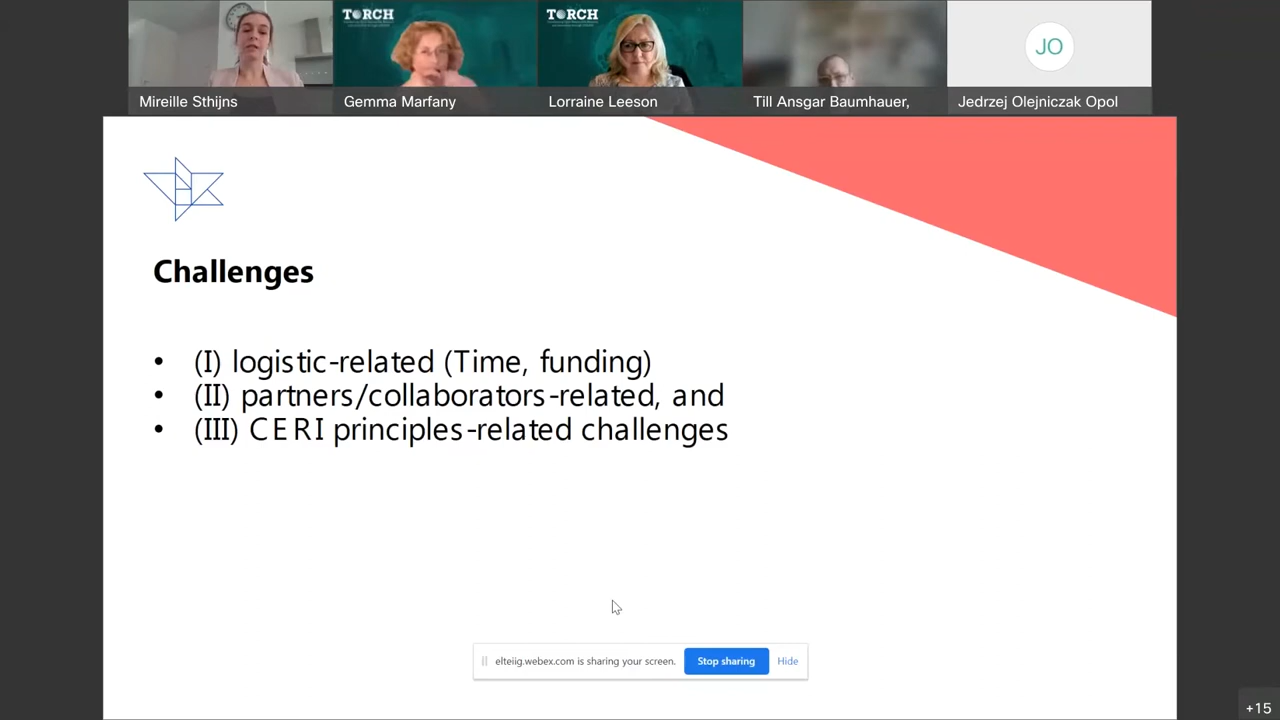 TORCH
TORCH
JO
Mireille Sthijns
Gemma Marfany
Lorraine Leeson
Till Ansgar Baumhauer,
Jedrzej Olejniczak Opol
Challenges
• (I) logistic-related (Time, funding)
• (II) partners/collaborators-related, and
• (III) CERI principles-related challenges
elteiig.webex.com is sharing your screen.
Stop sharing
Hide
+15